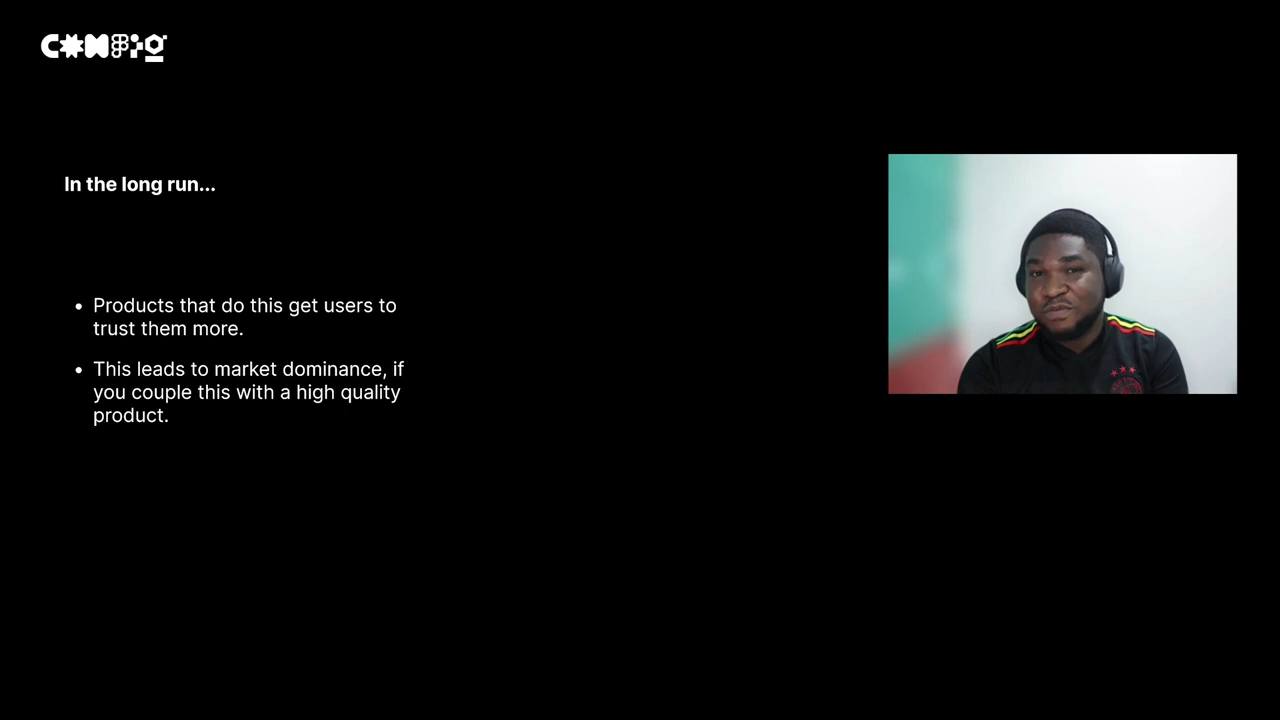 CONFIG
In the long run...
• Products that do this get users to
trust them more.
• This leads to market dominance, if
you couple this with a high quality
product.